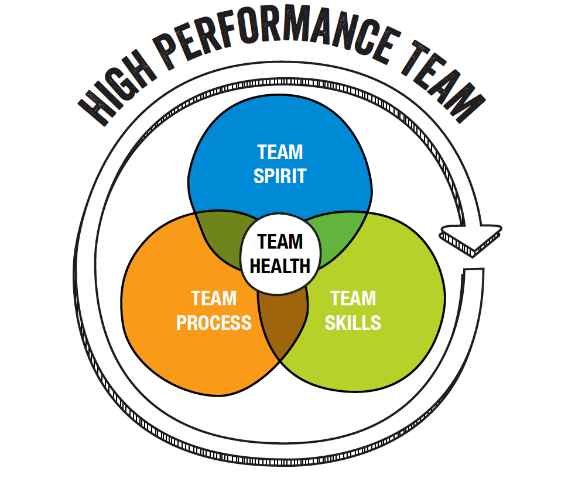 HIGH PERFORMANCE TEAM
TEAM
SPIRIT
TEAM
HEALTH
TEAM
PROCESS
TEAM
SKILLS